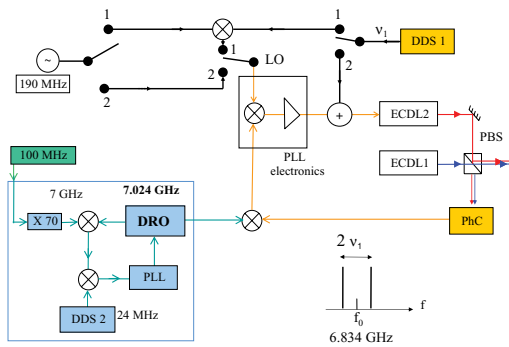 1
1
ν1
DDS 1
~
1
LO
2
190 MHz
2
2
+
ECDL2
PLL
electronics
PBS
ECDL1
100 MHz
7 GHz
7.024 GHz
X 70
DRO
PhC
PLL
2 ν1
DDS 2
24 MHz
f
f0
6.834 GHz